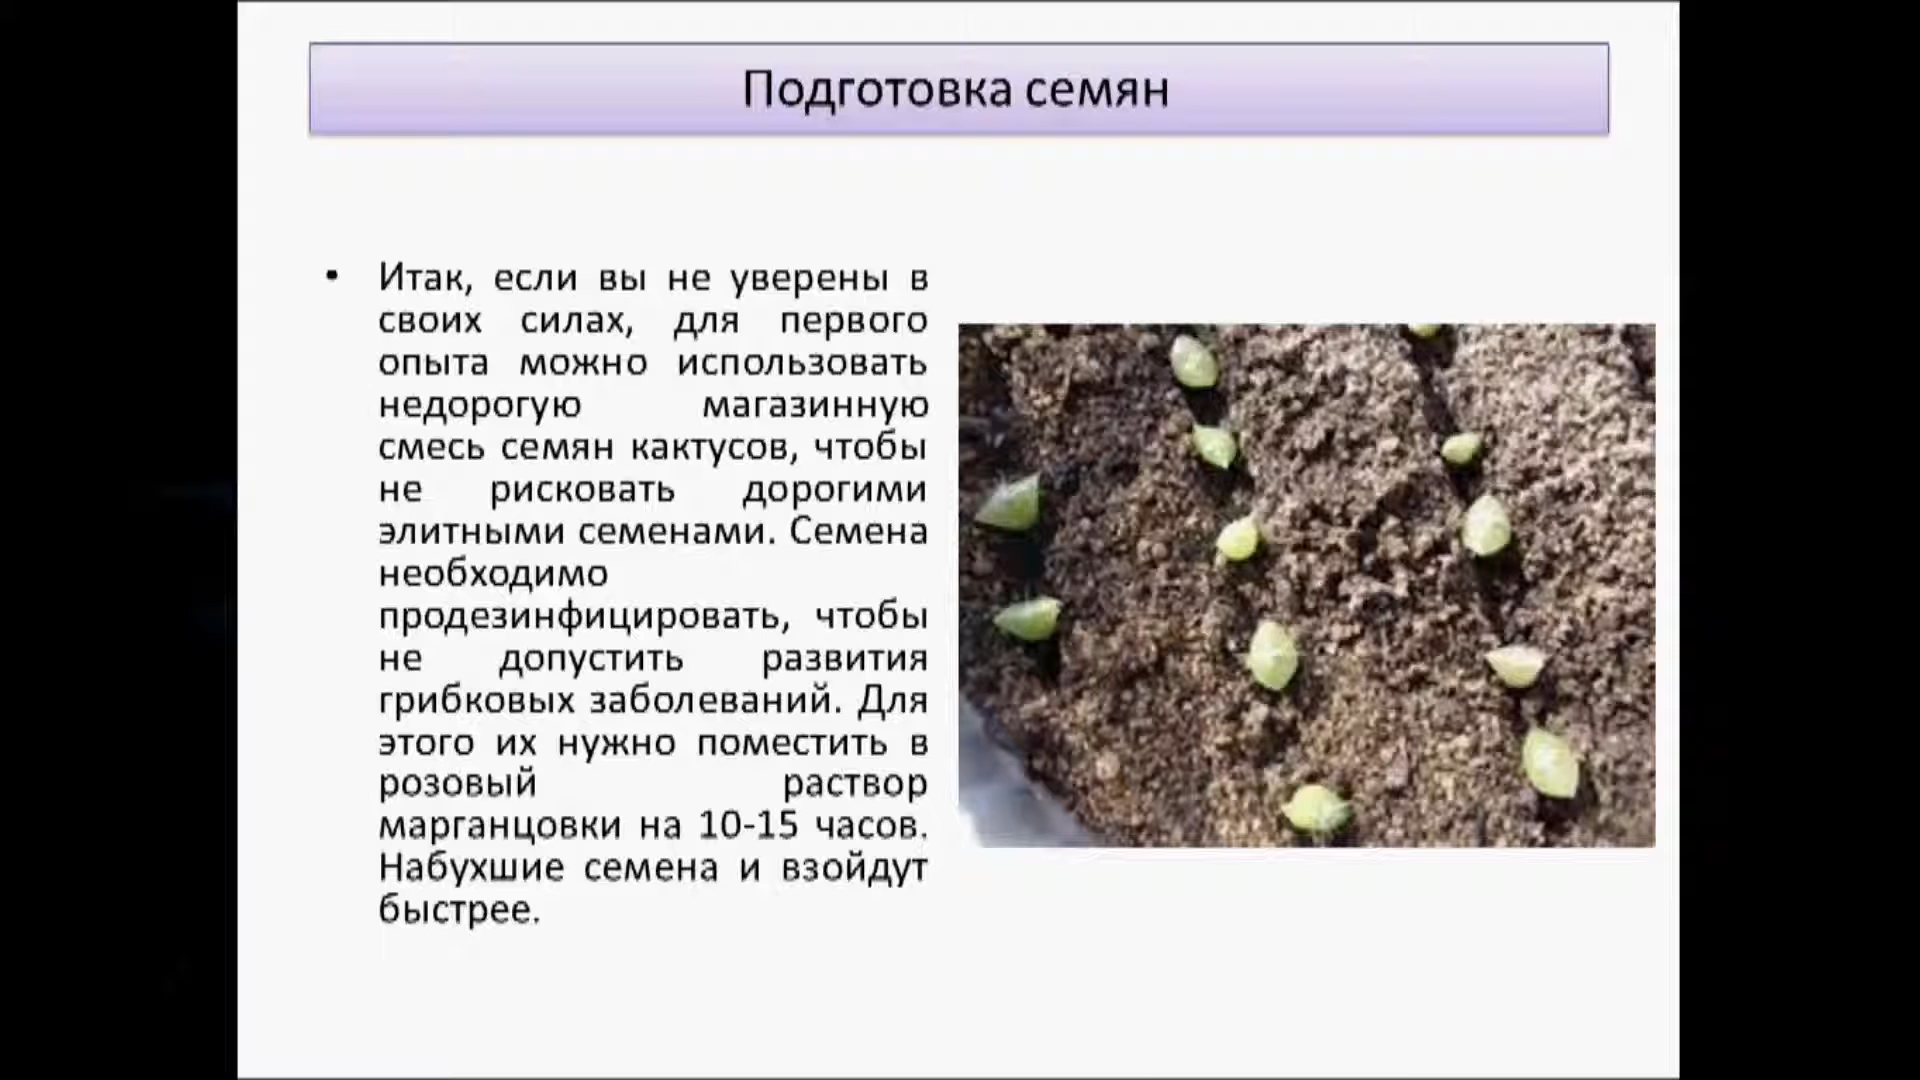 Подготовка семян
• Итак, если вы не уверены в
своих силах, для первого
опыта можно использовать
недорогую магазинную
смесь семян кактусов, чтобы
не рисковать дорогими
элитными семенами. Семена
необходимо
продезинфицировать, чтобы
не допустить развития
грибковых заболеваний. Для
этого их нужно поместить в
розовый раствор
марганцовки на 10-15 часов.
Набухшие семена и взойдут
быстрее.